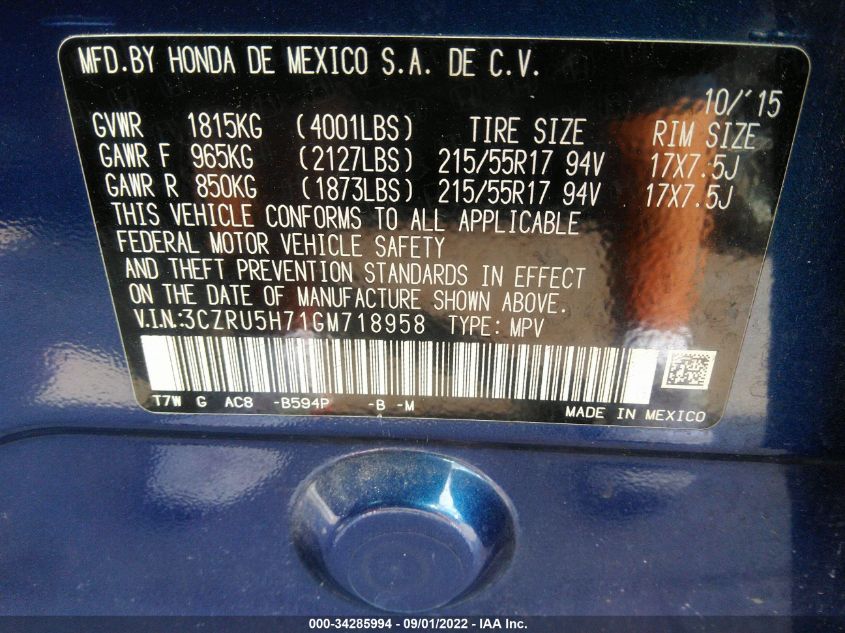 MFD.BY HONDA DE MEXICO S.A. DE C.V.
10/'15
GVWR 1815KG (4001LBS) TIRE SIZE RIM SIZE
GAWR F 965KG (2127LBS) 215/55R17 94V 17X7.5J
GAWR R 850KG (1873LBS) 215/55R17 94V 17X7.5J
THIS VEHICLE CONFORMS TO ALL APPLICABLE
FEDERAL MOTOR VEHICLE SAFETY
AND THEFT PREVENTION STANDARDS IN EFFECT
ON THE DATE OF MANUFACTURE SHOWN ABOVE.
V.I.N:3CZRU5H71GM718958 TYPE: MPV
T7W G AC8 -B594P -B -M
MADE IN MEXICO
000-34285994 - 09/01/2022 - IAA Inc.